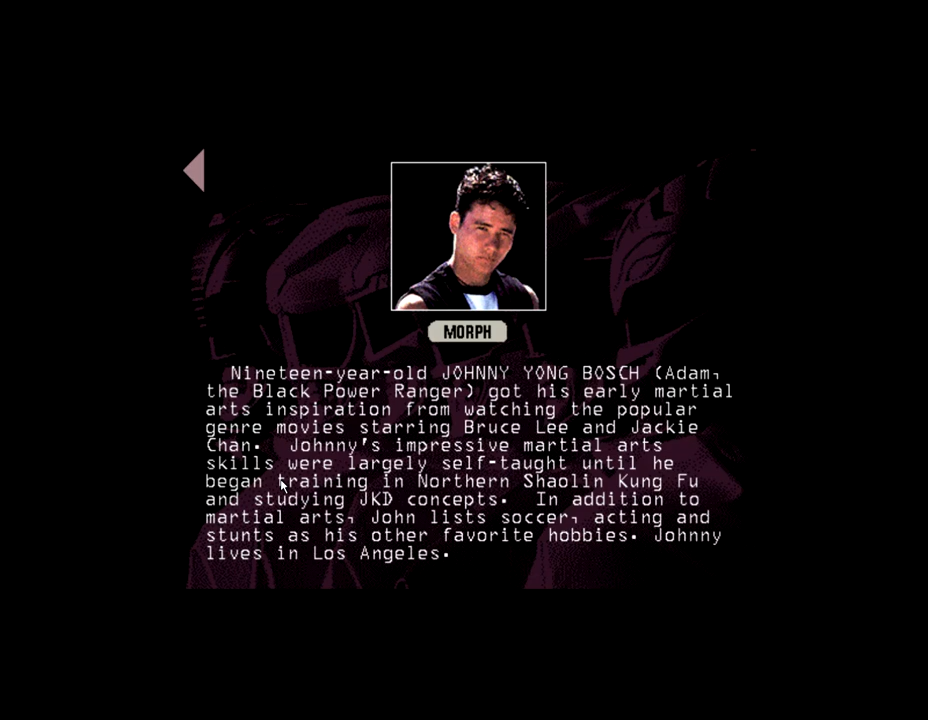 MORPH
Nineteen-year-old JOHNNY YONG BOSCH (Adam,
the Black Power Ranger) got his early martial
arts inspiration from watching the popular
genre movies starring Bruce Lee and Jackie
Chan.  Johnny's impressive martial arts
skills were largely self-taught until he
began training in Northern Shaolin Kung Fu
and studying JKD concepts.  In addition to
martial arts, John lists soccer, acting and
stunts as his other favorite hobbies. Johnny
lives in Los Angeles.